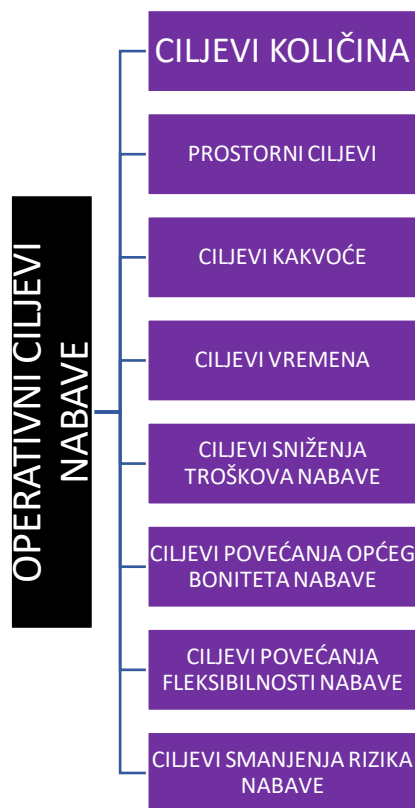 OPERATIVNI CILJEVI
NABAVE
CILJEVI KOLIČINA
PROSTORNI CILJEVI
CILJEVI KAKVOĆE
CILJEVI VREMENA
CILJEVI SNIŽENJA
TROŠKOVA NABAVE
CILJEVI POVEĆANJA OPĆEG
BONITETA NABAVE
CILJEVI POVEĆANJA
FLEKSIBILNOSTI NABAVE
CILJEVI SMANJENJA RIZIKA
NABAVE